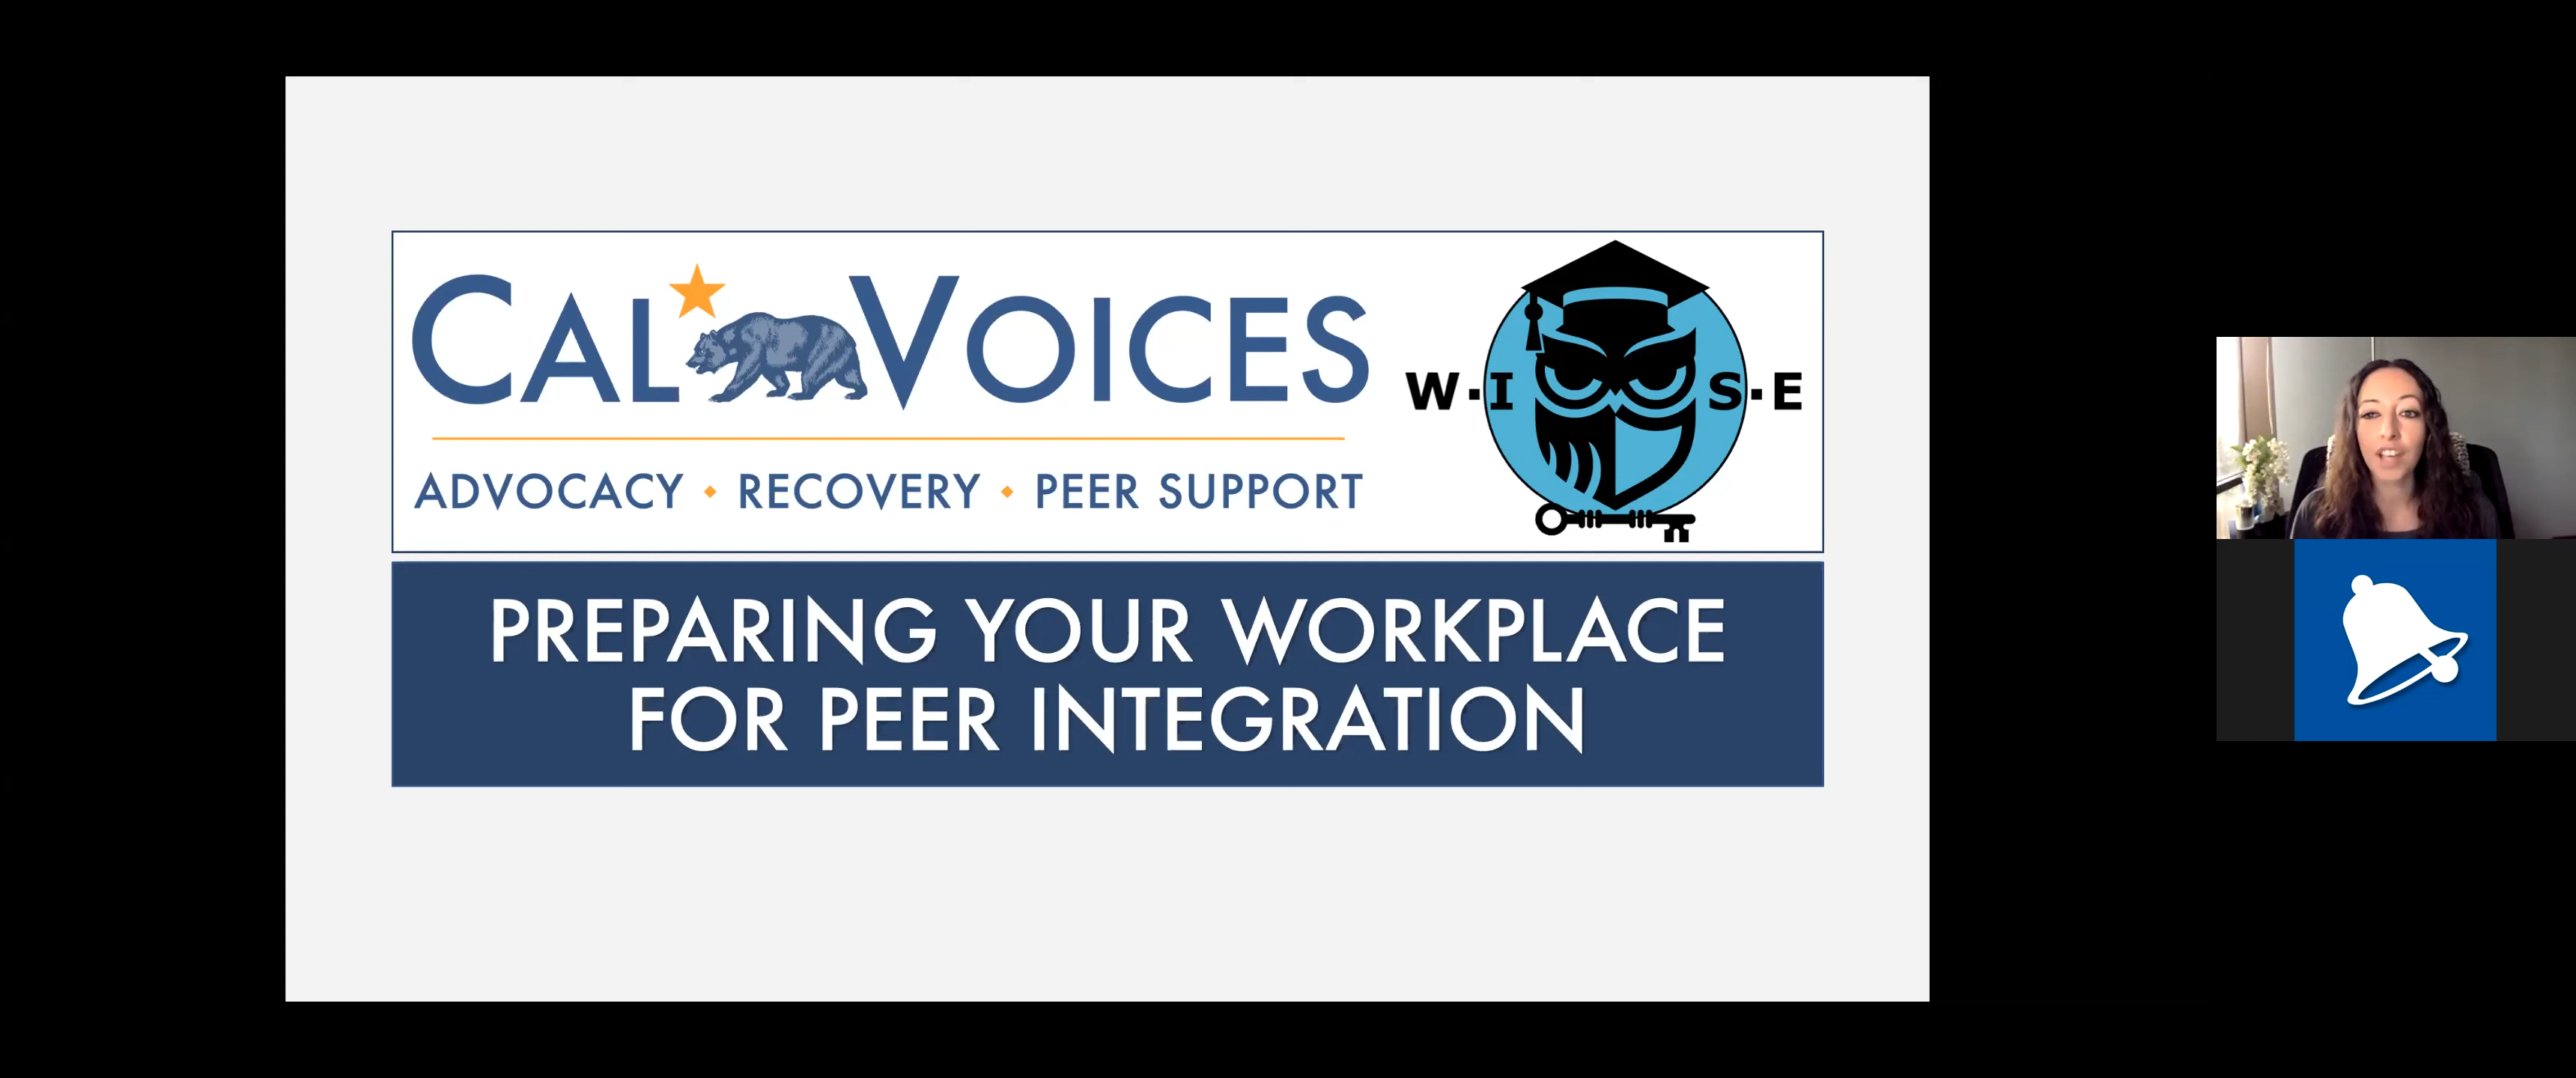 CAL VOICES
ADVOCACY · RECOVERY · PEER SUPPORT
W·I S·E
PREPARING YOUR WORKPLACE
FOR PEER INTEGRATION